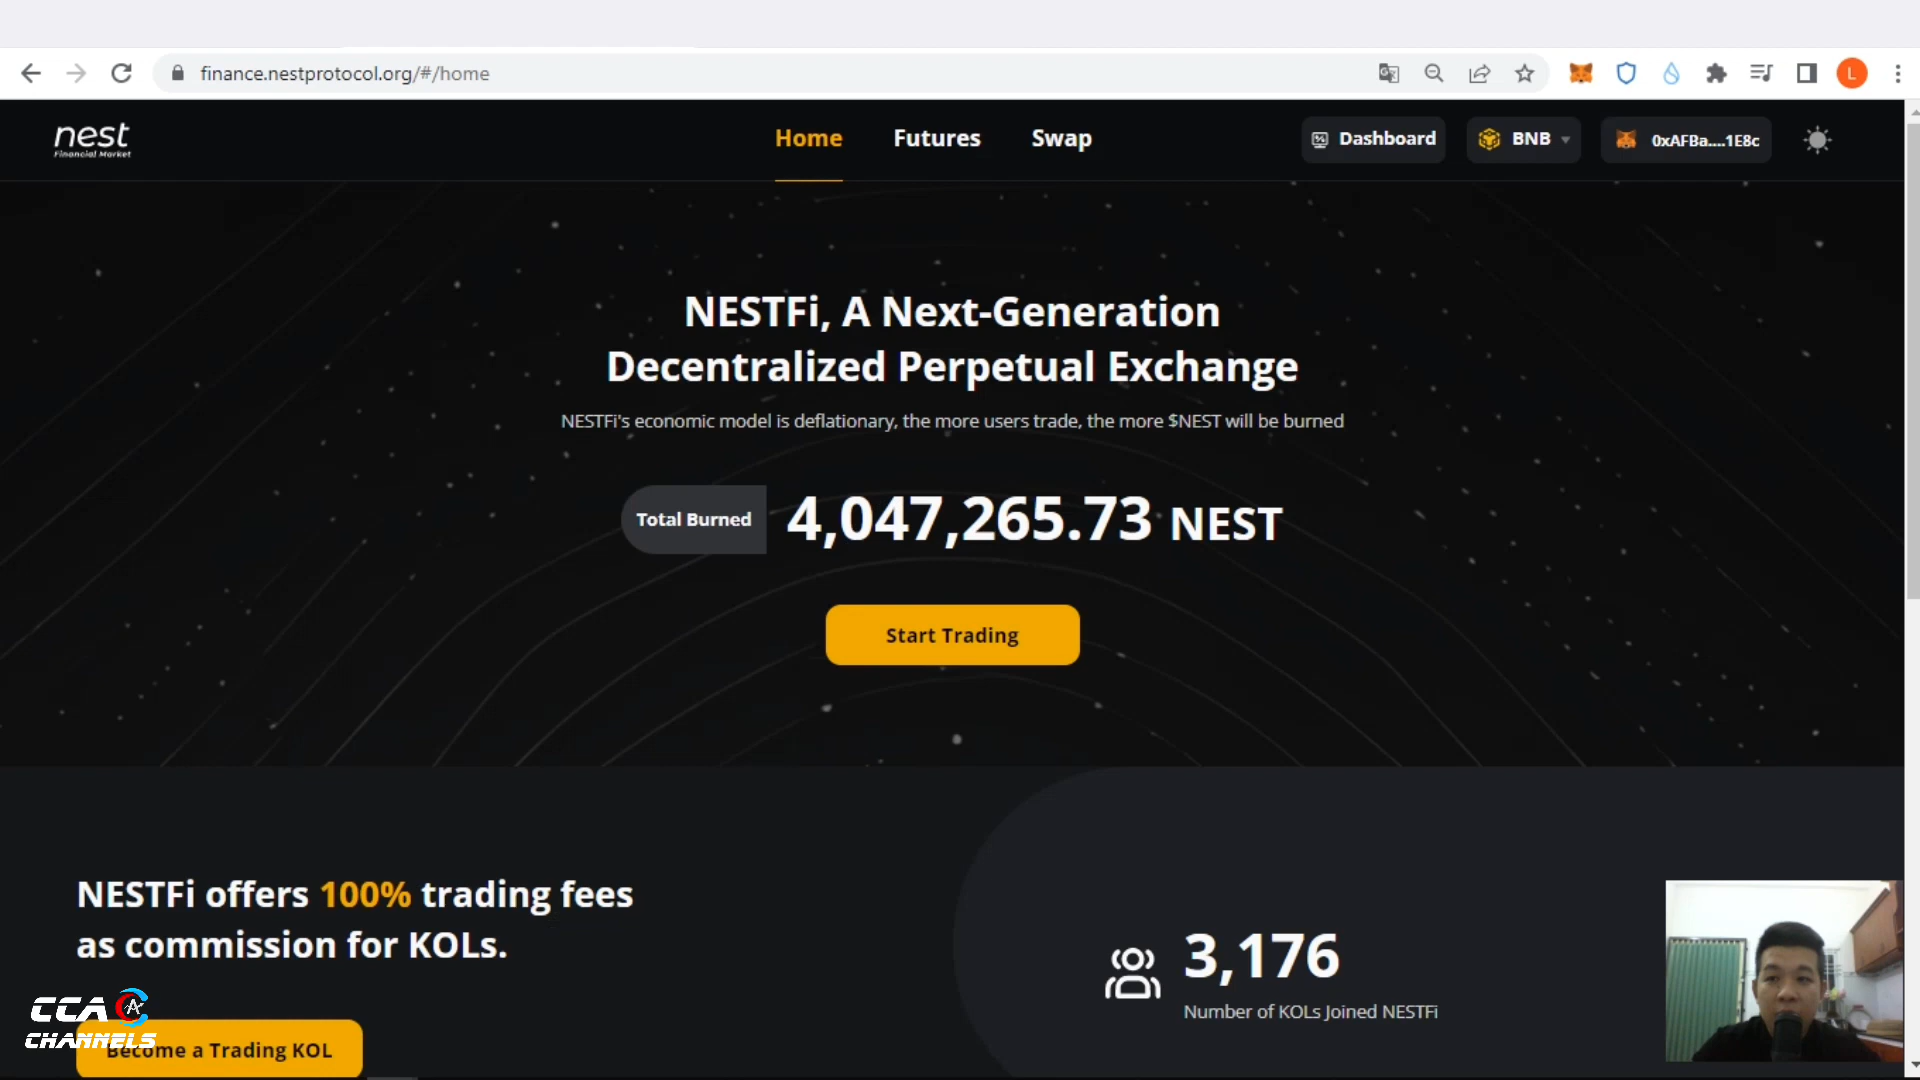 finance.nestprotocol.org/#/home
L
nest
Financial Market
Home
Futures
Swap
Dashboard
BNB
0xAFBa....1E8c
NESTFi, A Next-Generation
Decentralized Perpetual Exchange
NESTFi's economic model is deflationary, the more users trade, the more $NEST will be burned
Total Burned
4,047,265.73 NEST
Start Trading
NESTFi offers 100% trading fees
as commission for KOLs.
3,176
Number of KOLs Joined NESTFi
CCA
CHANNELS
Become a Trading KOL